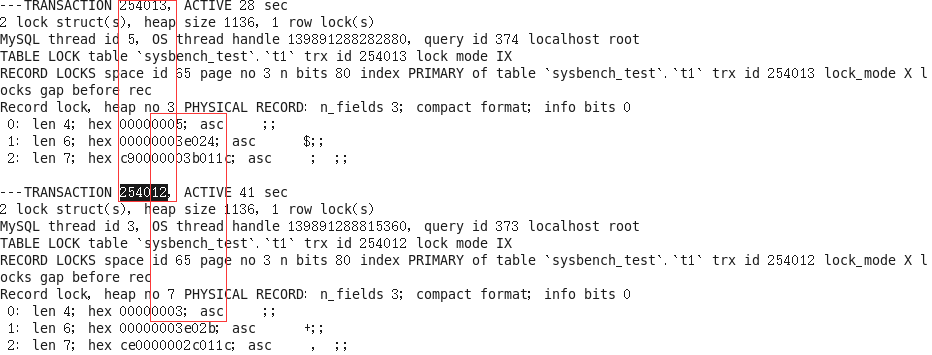 ---TRANSACTION 254013, ACTIVE 28 sec
2 lock struct(s), heap size 1136, 1 row lock(s)
MySQL thread id 5, OS thread handle 139891288282880, query id 374 localhost root
TABLE LOCK table `sysbench_test`.`t1` trx id 254013 lock mode IX
RECORD LOCKS space id 65 page no 3 n bits 80 index PRIMARY of table `sysbench_test`.`t1` trx id 254013 lock_mode X l
ocks gap before rec
Record lock, heap no 3 PHYSICAL RECORD: n_fields 3; compact format; info bits 0
 0: len 4; hex 00000005; asc     ;;
 1: len 6; hex 00000003e024; asc      $;;
 2: len 7; hex c90000003b011c; asc     ;  ;;
---TRANSACTION 254012, ACTIVE 41 sec
2 lock struct(s), heap size 1136, 1 row lock(s)
MySQL thread id 3, OS thread handle 139891288815360, query id 373 localhost root
TABLE LOCK table `sysbench_test`.`t1` trx id 254012 lock mode IX
RECORD LOCKS space id 65 page no 3 n bits 80 index PRIMARY of table `sysbench_test`.`t1` trx id 254012 lock_mode X l
ocks gap before rec
Record lock, heap no 7 PHYSICAL RECORD: n_fields 3; compact format; info bits 0
 0: len 4; hex 00000003; asc     ;;
 1: len 6; hex 00000003e02b; asc      +;;
 2: len 7; hex ce0000002c011c; asc     ,  ;;